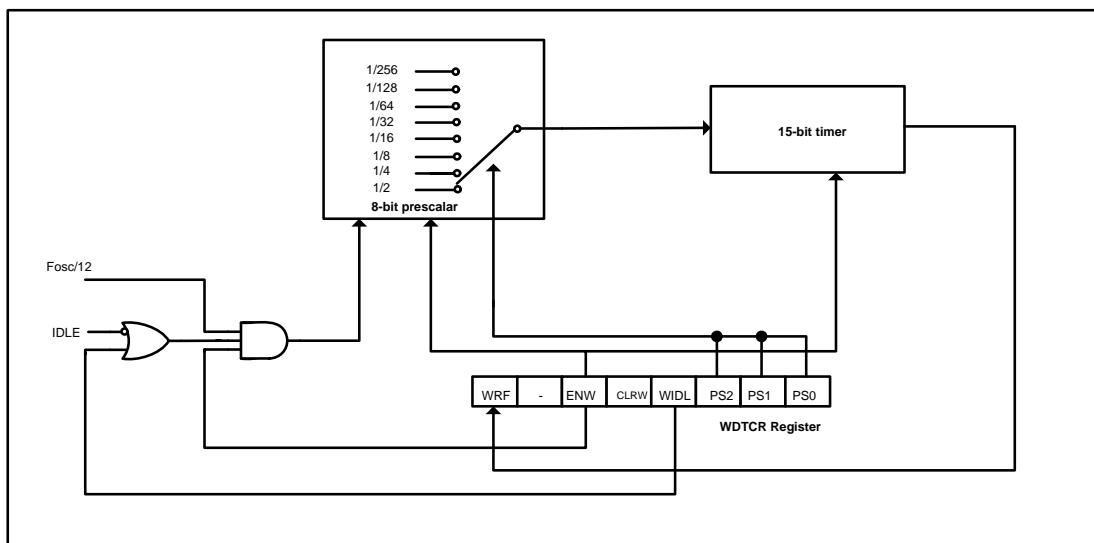 1/256
1/128
1/64
1/32
1/16
1/8
1/4
1/2
8-bit prescalar
15-bit timer
Fosc/12
IDLE
WRF - ENW CLRW WIDL PS2 PS1 PS0
WDTCR Register